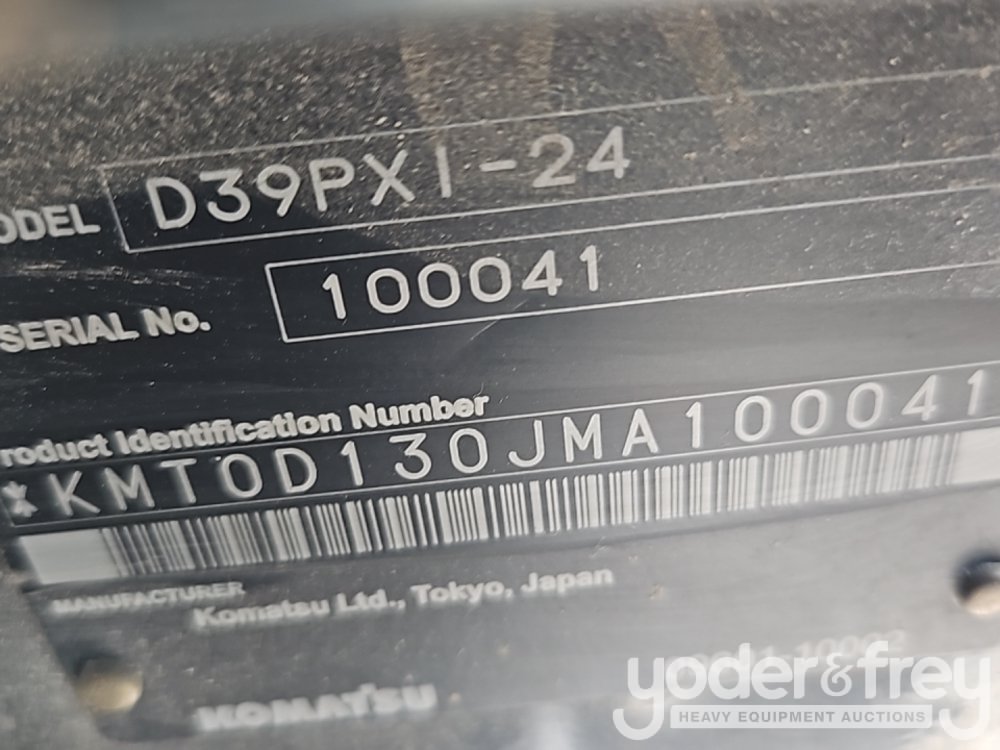 ODEL D39PXI-24
SERIAL No. 100041
roduct Identification Number
*KMT0D130JMA100041
MANUFACTURER
Komatsu Ltd., Tokyo, Japan
KOMATSU
yoder&frey
HEAVY EQUIPMENT AUCTIONS